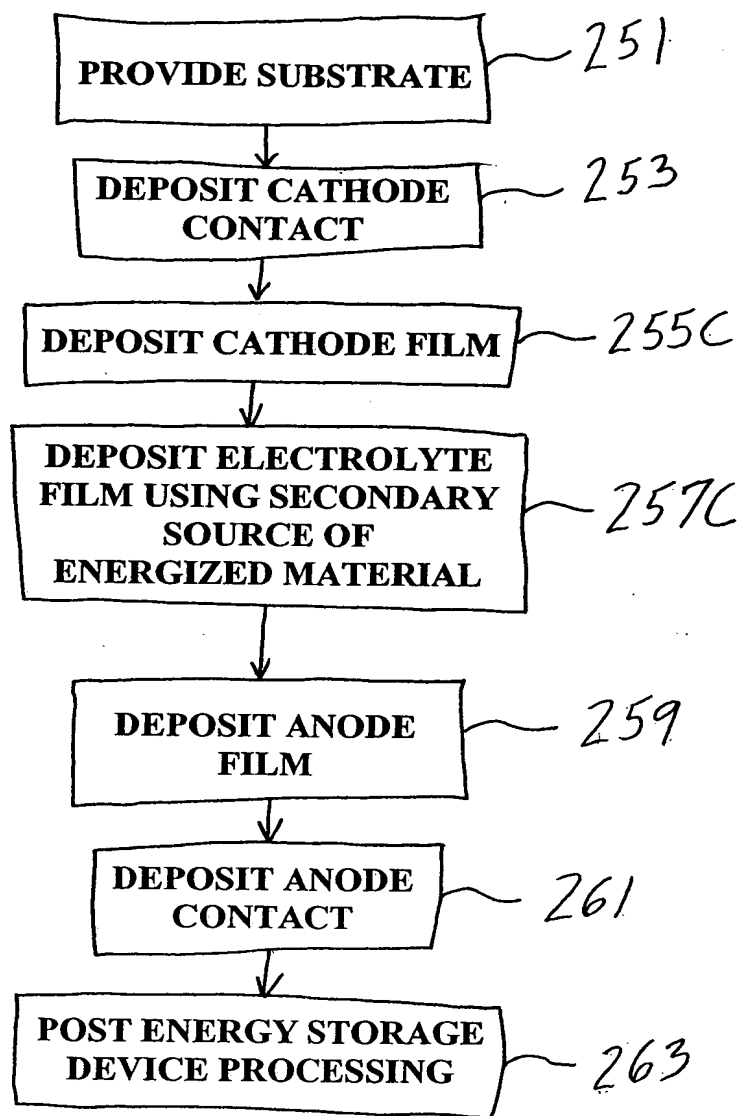 PROVIDE SUBSTRATE
251
DEPOSIT CATHODE
CONTACT
253
DEPOSIT CATHODE FILM
255C
DEPOSIT ELECTROLYTE
FILM USING SECONDARY
SOURCE OF
ENERGIZED MATERIAL
257C
DEPOSIT ANODE
FILM
259
DEPOSIT ANODE
CONTACT
261
POST ENERGY STORAGE
DEVICE PROCESSING
263